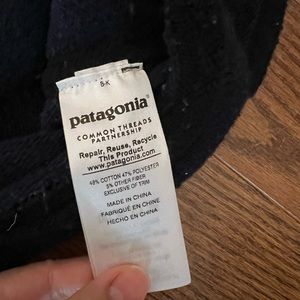 patagonia
COMMON THREADS
PARTNERSHIP
Repair, Reuse, Recycle
This Product
www.patagonia.com
48% COTTON 47% POLYESTER
5% OTHER FIBER
EXCLUSIVE OF TRIM
MADE IN CHINA
FABRIQUÉ EN CHINE
HECHO EN CHINA